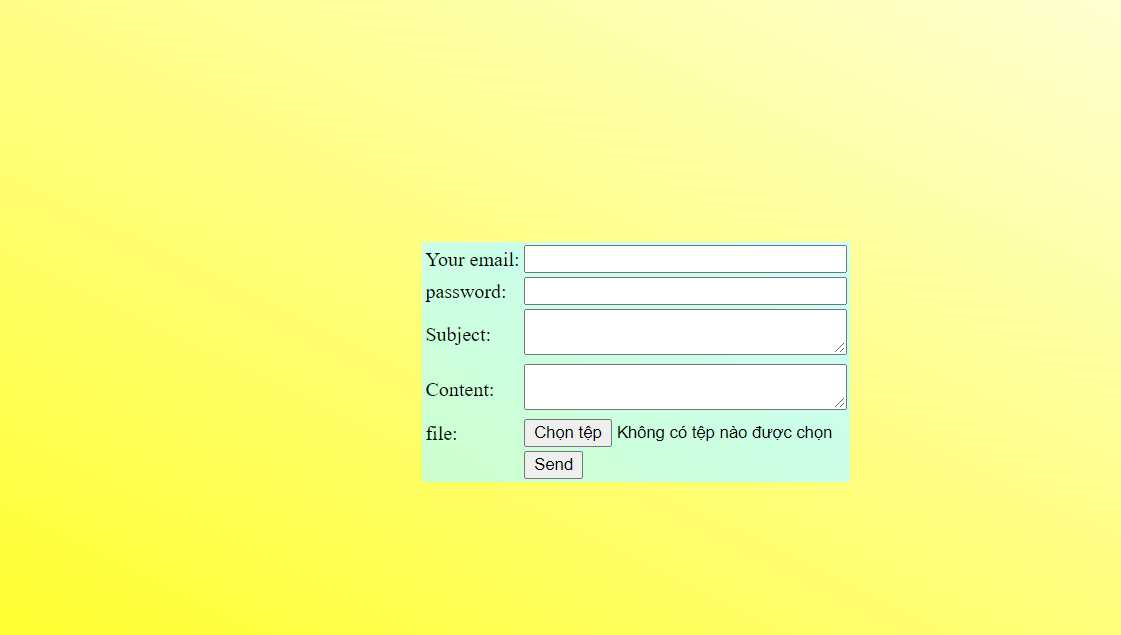 Your email:
password:
Subject:
Content:
file: Chọn tệp Không có tệp nào được chọn
Send